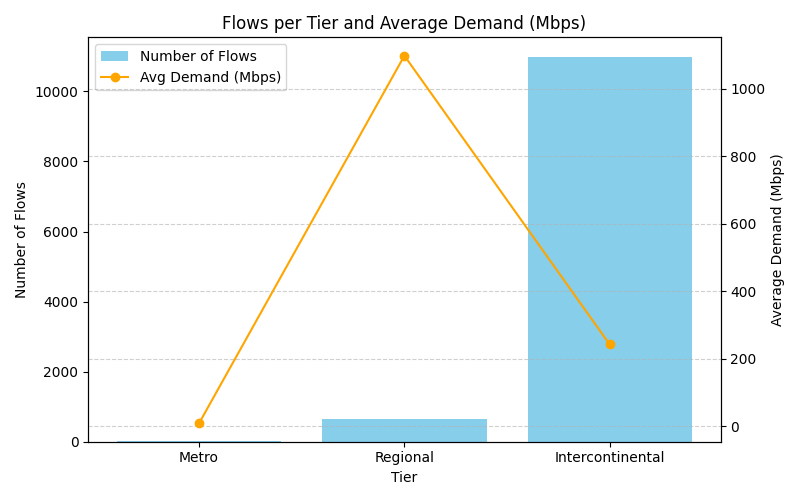 Flows per Tier and Average Demand (Mbps)
Number of Flows
Avg Demand (Mbps)
10000
8000
6000
4000
2000
0
Number of Flows
1000
800
600
400
200
0
Average Demand (Mbps)
Metro
Regional
Intercontinental
Tier